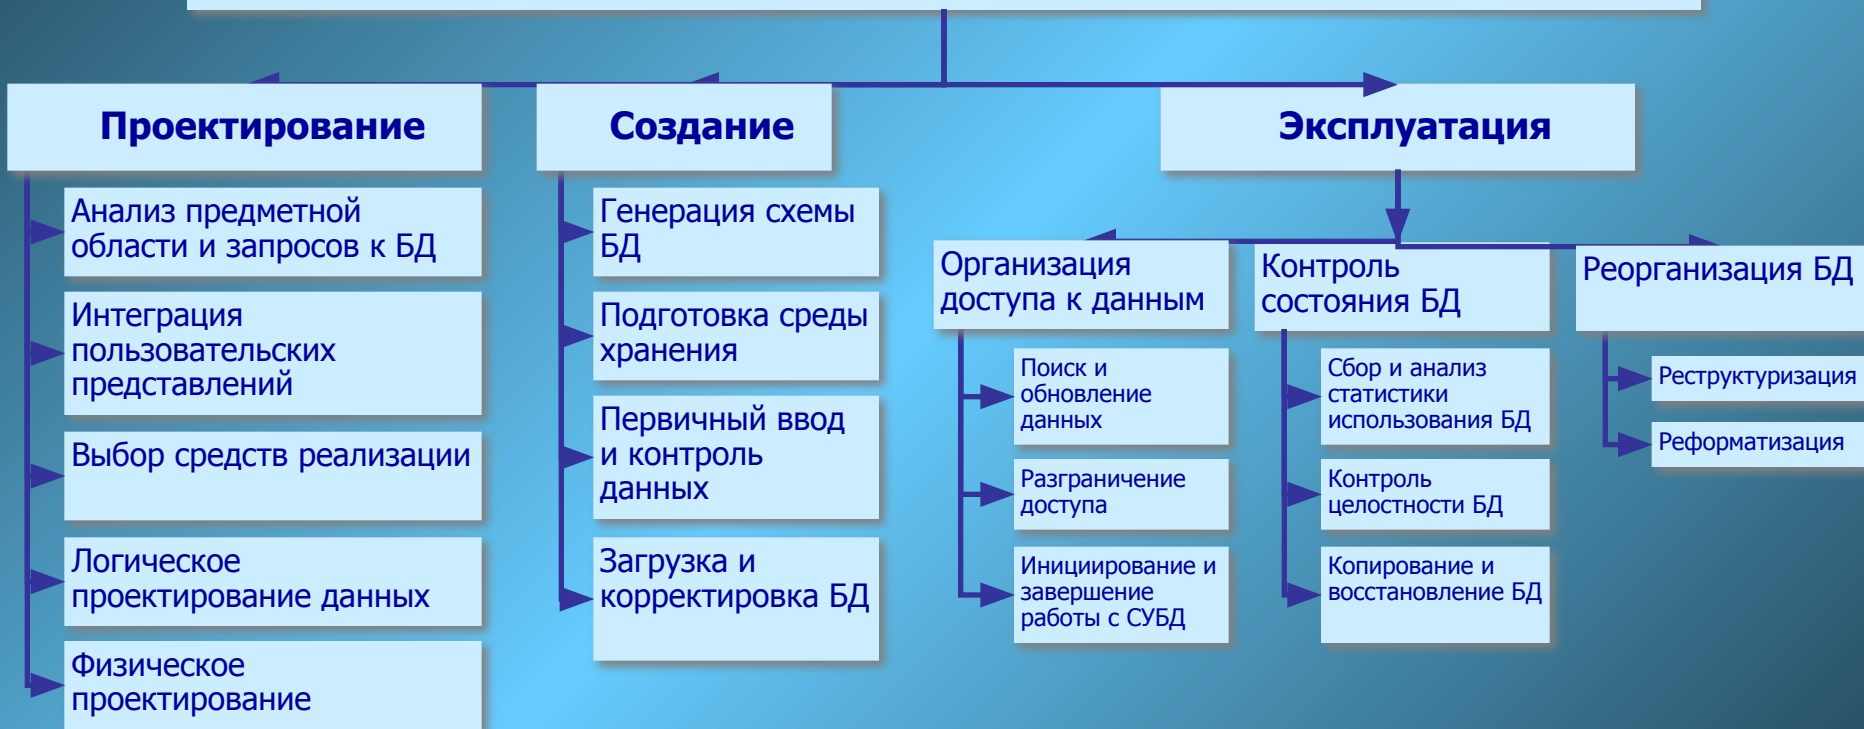 Проектирование
Анализ предметной
области и запросов к БД
Интеграция
пользовательских
представлений
Выбор средств реализации
Логическое
проектирование данных
Физическое
проектирование
Создание
Генерация схемы
БД
Подготовка среды
хранения
Первичный ввод
и контроль
данных
Загрузка и
корректировка БД
Эксплуатация
Организация
доступа к данным
Поиск и
обновление
данных
Разграничение
доступа
Инициирование и
завершение
работы с СУБД
Контроль
состояния БД
Сбор и анализ
статистики
использования БД
Контроль
целостности БД
Копирование и
восстановление БД
Реорганизация БД
Реструктуризация
Реформатизация